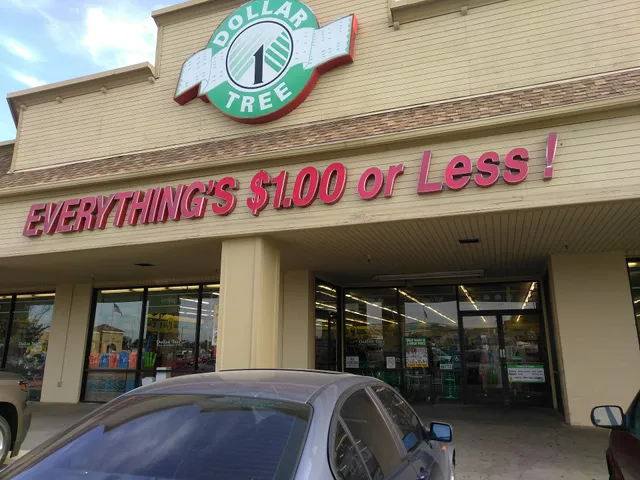 DOLLAR
1
TREE
EVERYTHING'S $1.00 or Less!